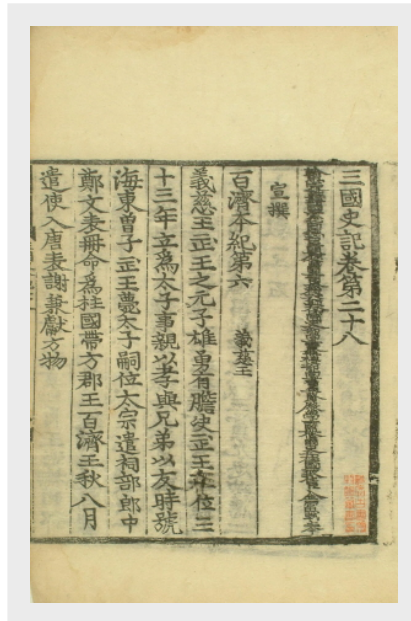 三國史記卷第二十八
宣撰
百濟本紀第六 義慈王
義慈王武王之元子雄勇有膽決武王在位三
十三年立爲太子事親以孝與兄弟以友時號
海東曾子武王薨太子嗣位太宗遣祠部郎中
鄭文表冊命爲柱國帶方郡王百濟王秋八月
遣使入唐表謝兼獻方物